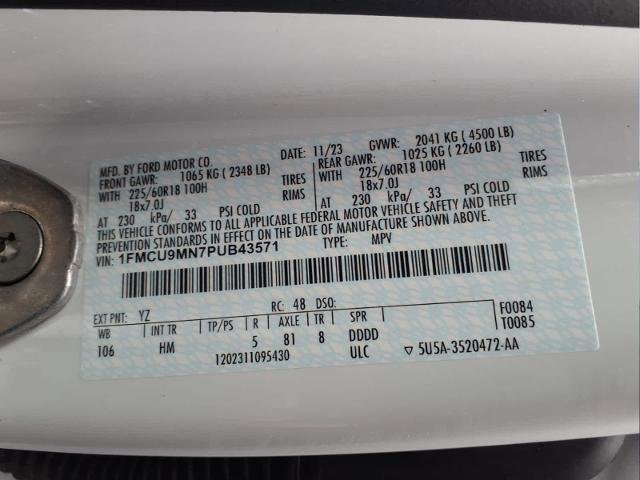 MFD. BY FORD MOTOR CO. DATE: 11/23 GVWR: 2041 KG ( 4500 LB)
FRONT GAWR: 1065 KG ( 2348 LB) REAR GAWR: 1025 KG ( 2260 LB)
WITH 225/60R18 100H TIRES WITH 225/60R18 100H TIRES
18x7.0J RIMS 18x7.0J RIMS
AT 230 kPa/ 33 PSI COLD AT 230 kPa/ 33 PSI COLD
THIS VEHICLE CONFORMS TO ALL APPLICABLE FEDERAL MOTOR VEHICLE SAFETY AND THEFT
PREVENTION STANDARDS IN EFFECT ON THE DATE OF MANUFACTURE SHOWN ABOVE.
1FMCU9MN7PUB43571 TYPE: MPV
EXT PNT: YZ RC: 48 DSO: F0084
WB INT TR TP/PS R AXLE TR SPR T0085
106 HM 5 81 8 DDDD
1202311095430 ULC ▽ 5U5A-3520472-AA